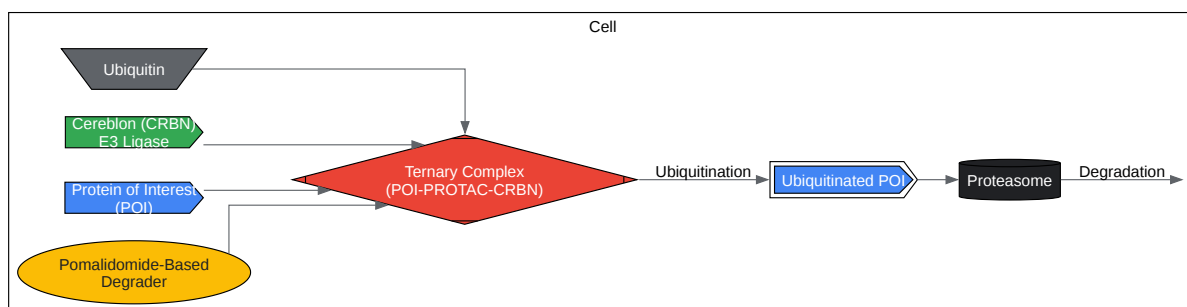 Cell
Ubiquitin
Cereblon (CRBN)
E3 Ligase
Protein of Interest
(POI)
Pomalidomide-Based
Degrader
Ternary Complex
(POI-PROTAC-CRBN)
Ubiquitination
Ubiquitinated POI
Proteasome
Degradation